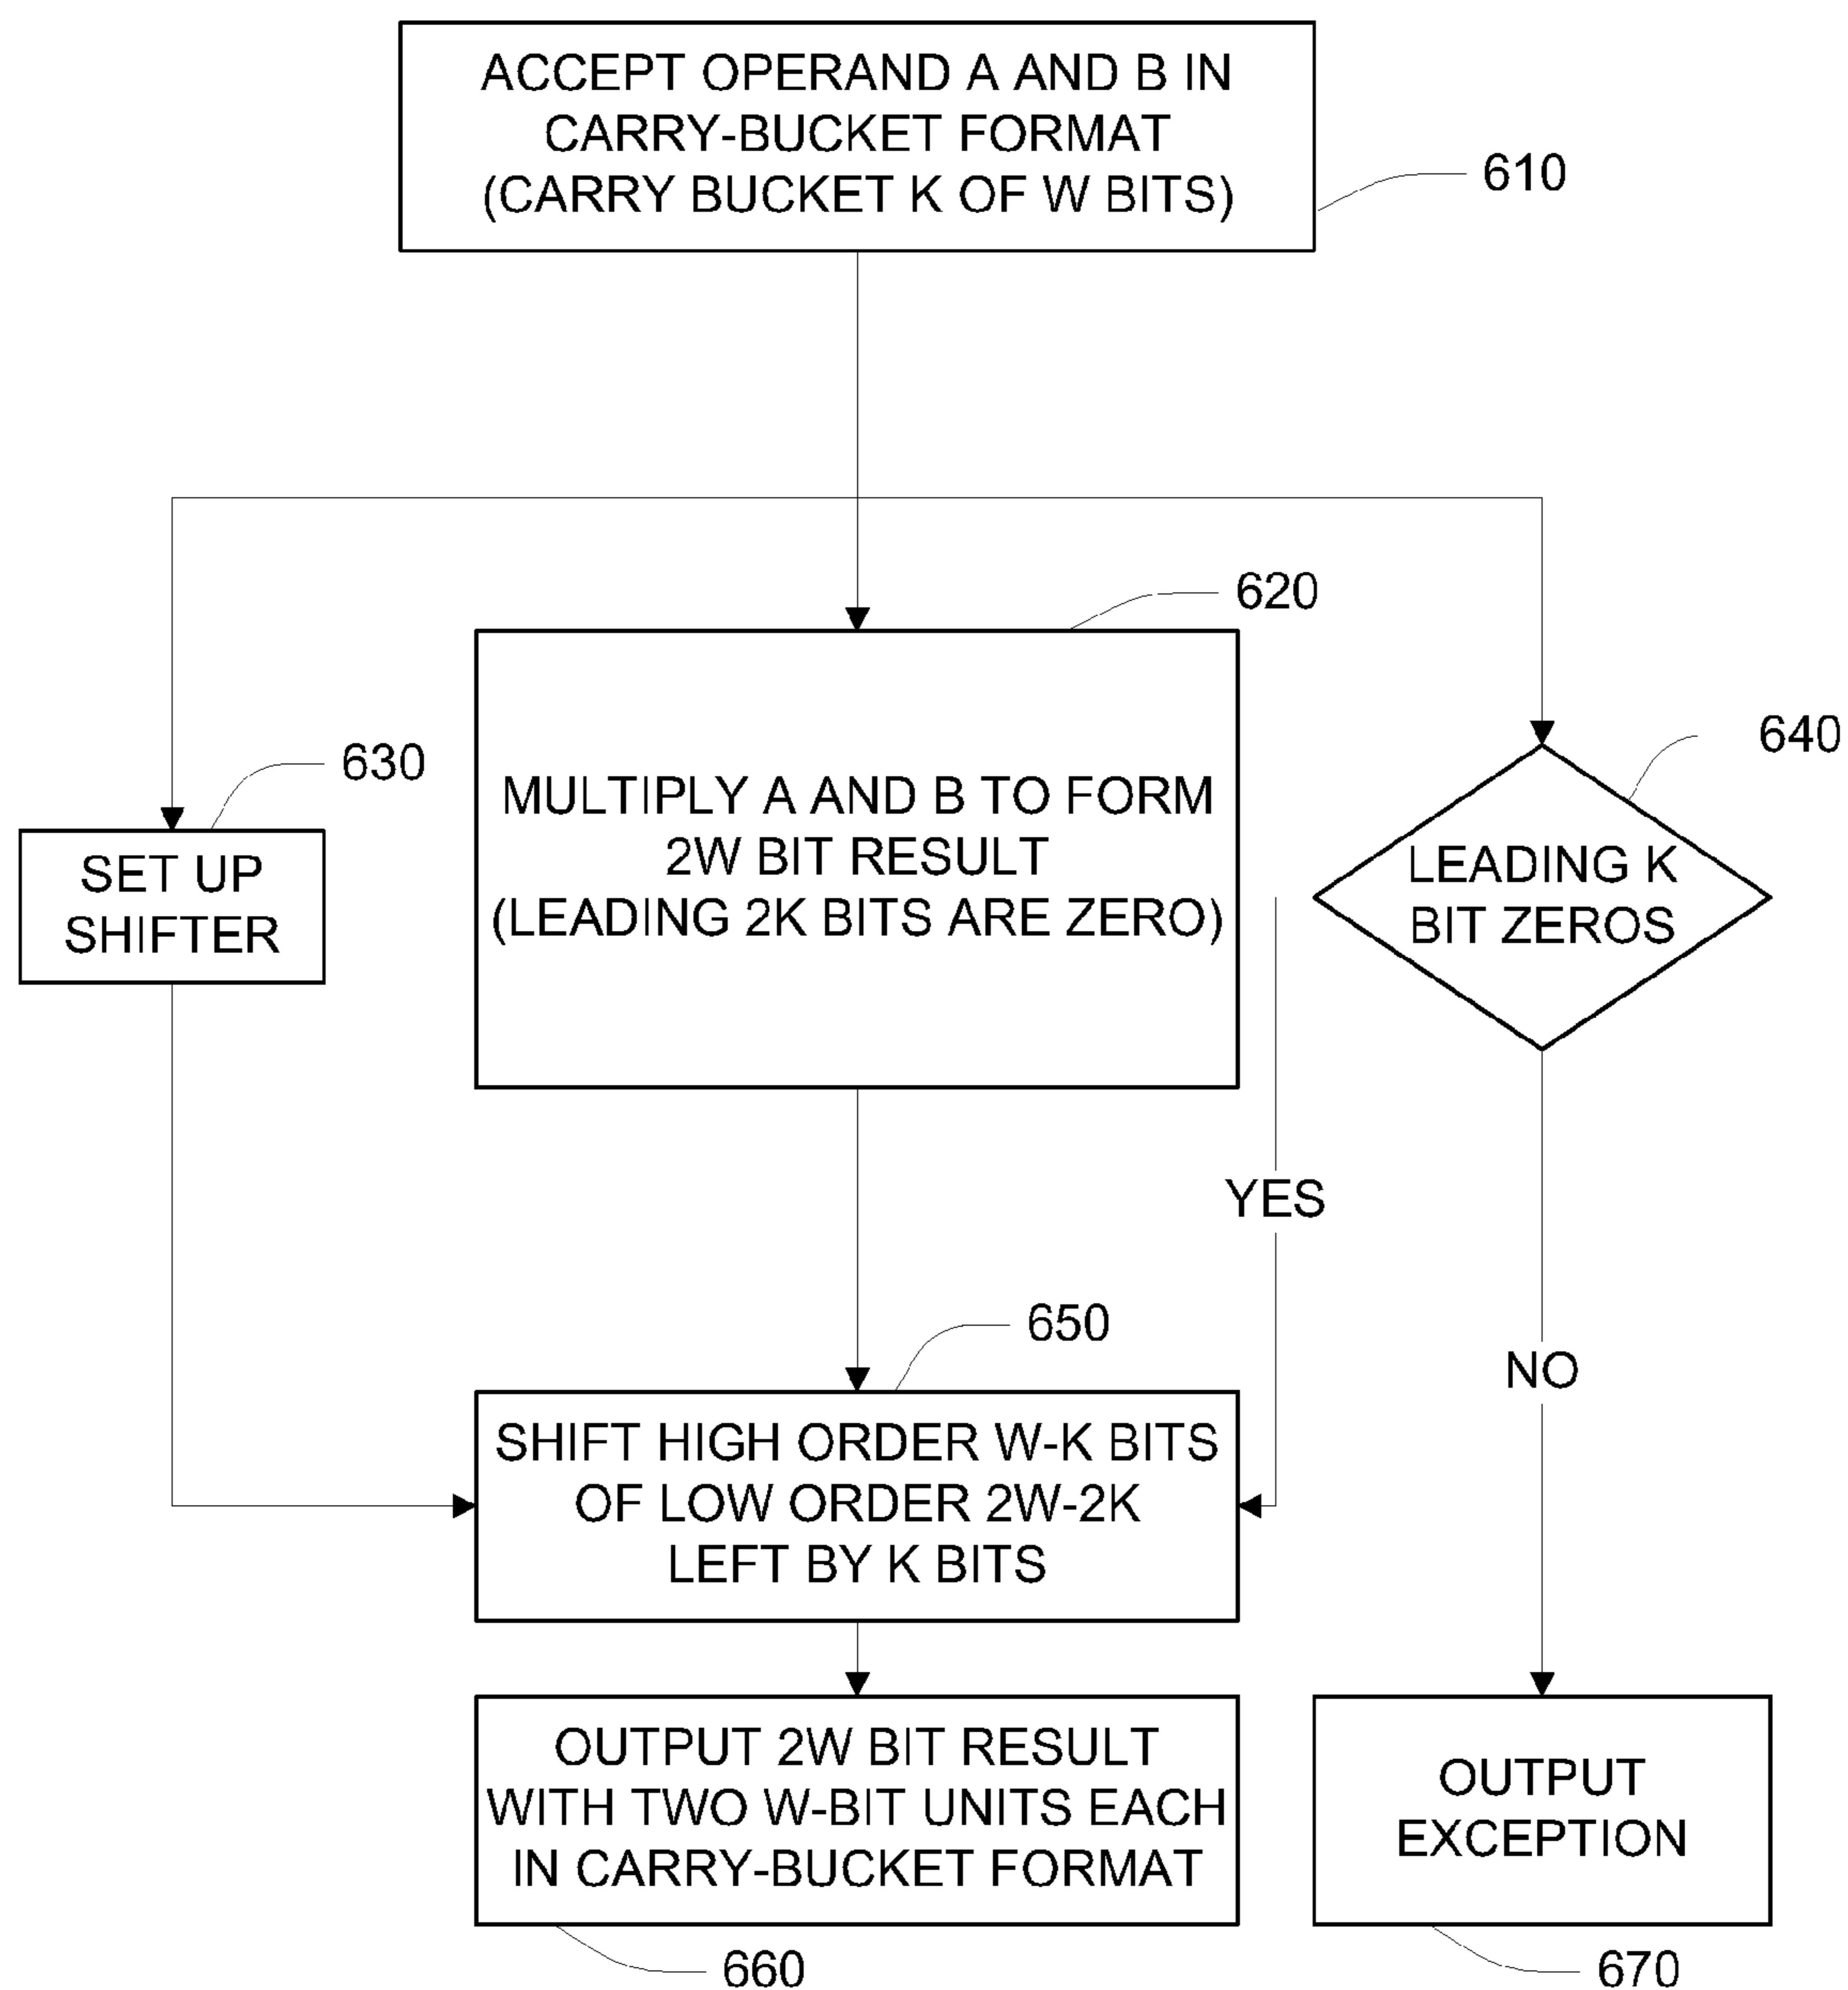 ACCEPT OPERAND A AND B IN
CARRY-BUCKET FORMAT
(CARRY BUCKET K OF W BITS)
610
620
630
640
SET UP
SHIFTER
MULTIPLY A AND B TO FORM
2W BIT RESULT
(LEADING 2K BITS ARE ZERO)
LEADING K
BIT ZEROS
YES
650
NO
SHIFT HIGH ORDER W-K BITS
OF LOW ORDER 2W-2K
LEFT BY K BITS
OUTPUT 2W BIT RESULT
WITH TWO W-BIT UNITS EACH
IN CARRY-BUCKET FORMAT
OUTPUT
EXCEPTION
660
670